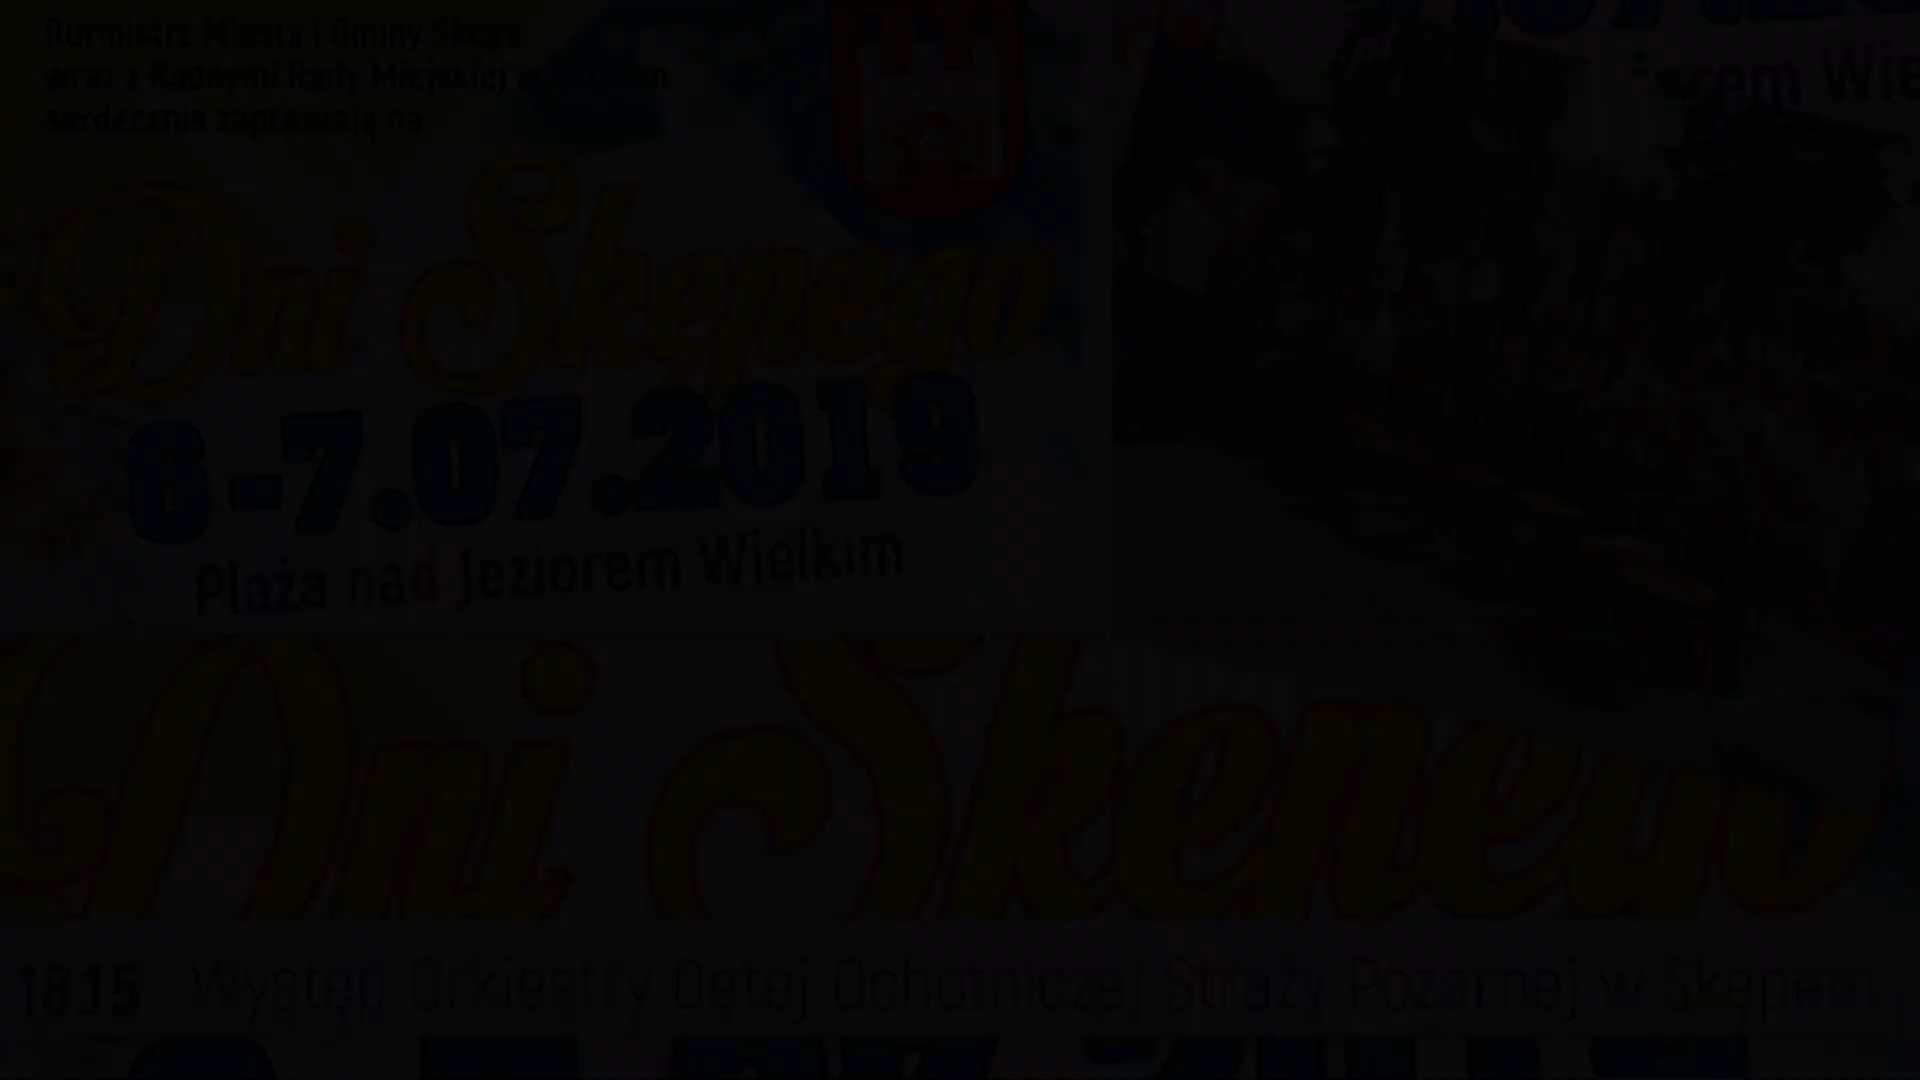 Burmistrz Miasta i Gminy Skępe
wraz z Radnymi Rady Miejskiej w Skępem
serdecznie zapraszają na
Dni Skępego
6-7.07.2019
Plaża nad Jeziorem Wielkim
Dni Skępego
18.15 Występ Orkiestry Dętej Ochotniczej Straży Pożarnej w Skępem